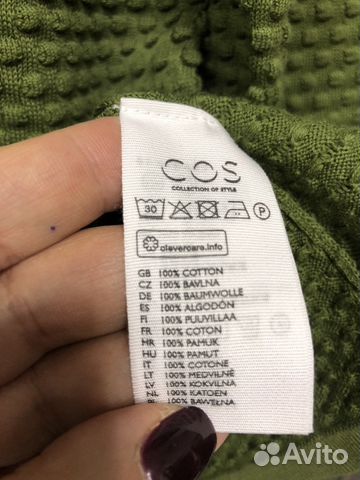 COS
COLLECTION OF STYLE
30 P
clevercare.info
GB 100% COTTON
CZ 100% BAVLNA
DE 100% BAUMWOLLE
ES 100% ALGODÓN
FI 100% PUUVILLAA
FR 100% COTON
HR 100% PAMUK
HU 100% PAMUT
IT 100% COTONE
LT 100% MEDVILNĖ
LV 100% KOKVILNA
NL 100% KATOEN
PL 100% BAWEŁNA
Avito